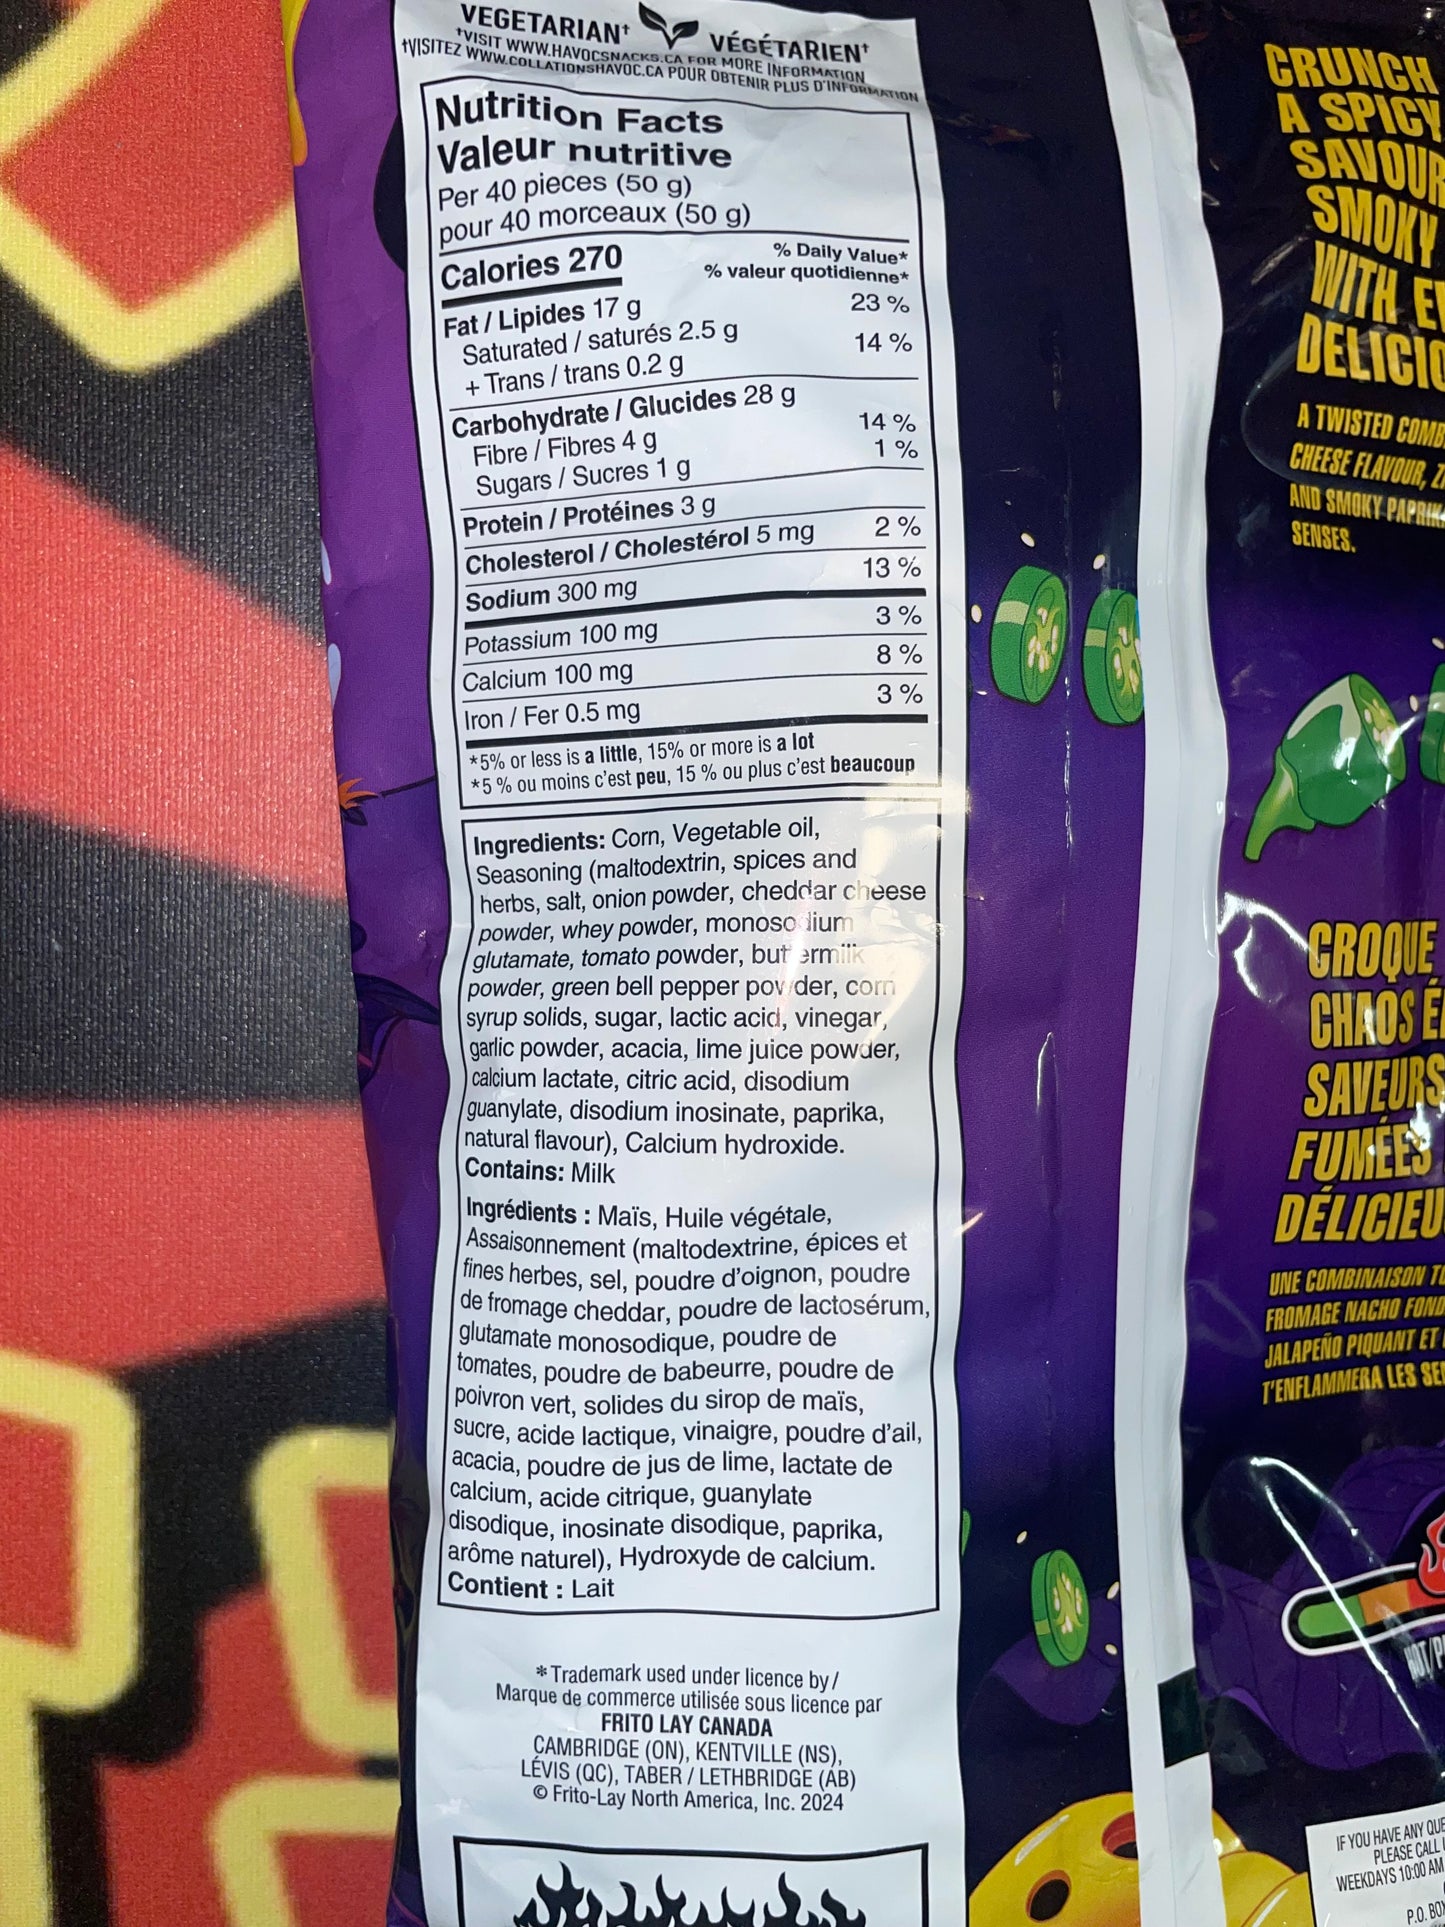 VEGETARIAN† VÉGÉTARIEN†
†VISIT WWW.HAVOCSNACKS.CA FOR MORE INFORMATION
†VISITEZ WWW.COLLATIONSHAVOC.CA POUR OBTENIR PLUS D'INFORMATION
Nutrition Facts
Valeur nutritive
Per 40 pieces (50 g)
pour 40 morceaux (50 g)
Calories 270
% Daily Value*
% valeur quotidienne*
Fat / Lipides 17 g 23 %
Saturated / saturés 2.5 g
+ Trans / trans 0.2 g 14 %
Carbohydrate / Glucides 28 g
Fibre / Fibres 4 g 14 %
Sugars / Sucres 1 g 1 %
Protein / Protéines 3 g
Cholesterol / Cholestérol 5 mg 2 %
Sodium 300 mg 13 %
Potassium 100 mg 3 %
Calcium 100 mg 8 %
Iron / Fer 0.5 mg 3 %
*5% or less is a little, 15% or more is a lot
*5 % ou moins c'est peu, 15 % ou plus c'est beaucoup
Ingredients: Corn, Vegetable oil,
Seasoning (maltodextrin, spices and
herbs, salt, onion powder, cheddar cheese
powder, whey powder, monosodium
glutamate, tomato powder, buttermilk
powder, green bell pepper powder, corn
syrup solids, sugar, lactic acid, vinegar,
garlic powder, acacia, lime juice powder,
calcium lactate, citric acid, disodium
guanylate, disodium inosinate, paprika,
natural flavour), Calcium hydroxide.
Contains: Milk
Ingrédients : Maïs, Huile végétale,
Assaisonnement (maltodextrine, épices et
fines herbes, sel, poudre d'oignon, poudre
de fromage cheddar, poudre de lactosérum,
glutamate monosodique, poudre de
tomates, poudre de babeurre, poudre de
poivron vert, solides du sirop de maïs,
sucre, acide lactique, vinaigre, poudre d'ail,
acacia, poudre de jus de lime, lactate de
calcium, acide citrique, guanylate
disodique, inosinate disodique, paprika,
arôme naturel), Hydroxyde de calcium.
Contient : Lait
*Trademark used under licence by /
Marque de commerce utilisée sous licence par
FRITO LAY CANADA
CAMBRIDGE (ON), KENTVILLE (NS),
LÉVIS (QC), TABER / LETHBRIDGE (AB)
© Frito-Lay North America, Inc. 2024
CRUNCH
A SPICY
SAVOUR
SMOKY
WITH
DELICIO
A TWISTED COMB
CHEESE FLAVOUR,
AND SMOKY PAPRIK
SENSES.
CROQUE
CHAOS
SAVEURS
FUMÉES
DÉLICIEU
UNE COMBINAISON
FROMAGE NACHO FOND
JALAPEÑO PIQUANT ET
T'ENFLAMMERA LES SE
HOT/P
IF YOU HAVE ANY QUE
PLEASE CALL
WEEKDAYS 10:00 AM
P.O. BO